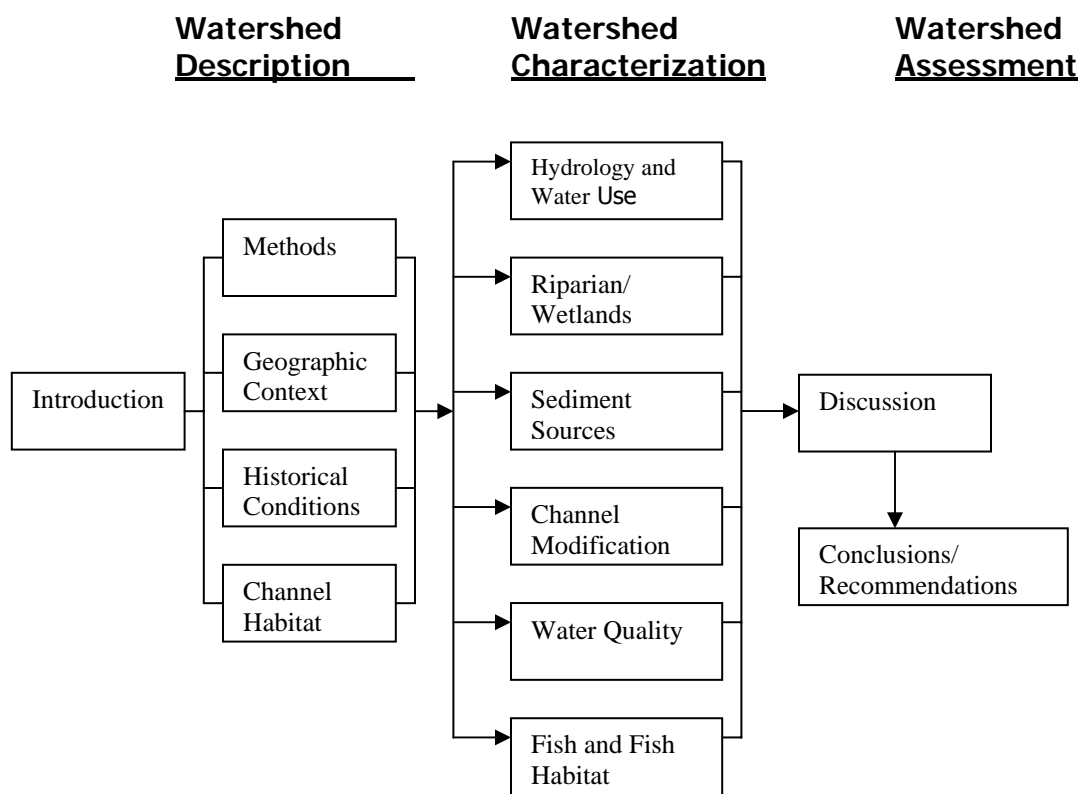 Watershed
Description
Watershed
Characterization
Watershed
Assessment
Introduction
Methods
Geographic
Context
Historical
Conditions
Channel
Habitat
Hydrology and
Water Use
Riparian/
Wetlands
Sediment
Sources
Channel
Modification
Water Quality
Fish and Fish
Habitat
Discussion
Conclusions/
Recommendations